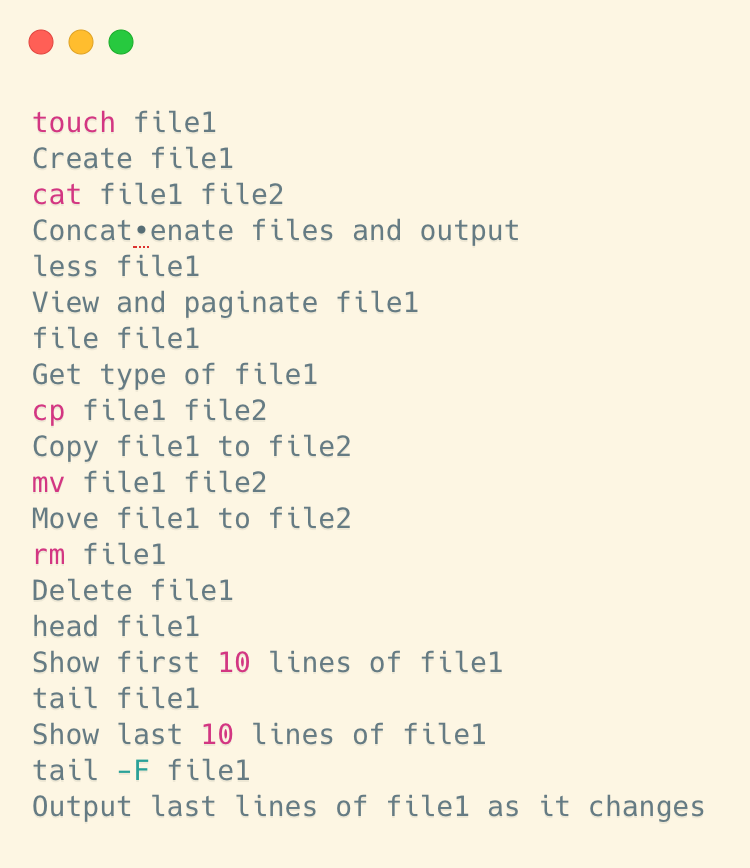 touch file1
Create file1
cat file1 file2
Concat•enate files and output
less file1
View and paginate file1
file file1
Get type of file1
cp file1 file2
Copy file1 to file2
mv file1 file2
Move file1 to file2
rm file1
Delete file1
head file1
Show first 10 lines of file1
tail file1
Show last 10 lines of file1
tail -F file1
Output last lines of file1 as it changes